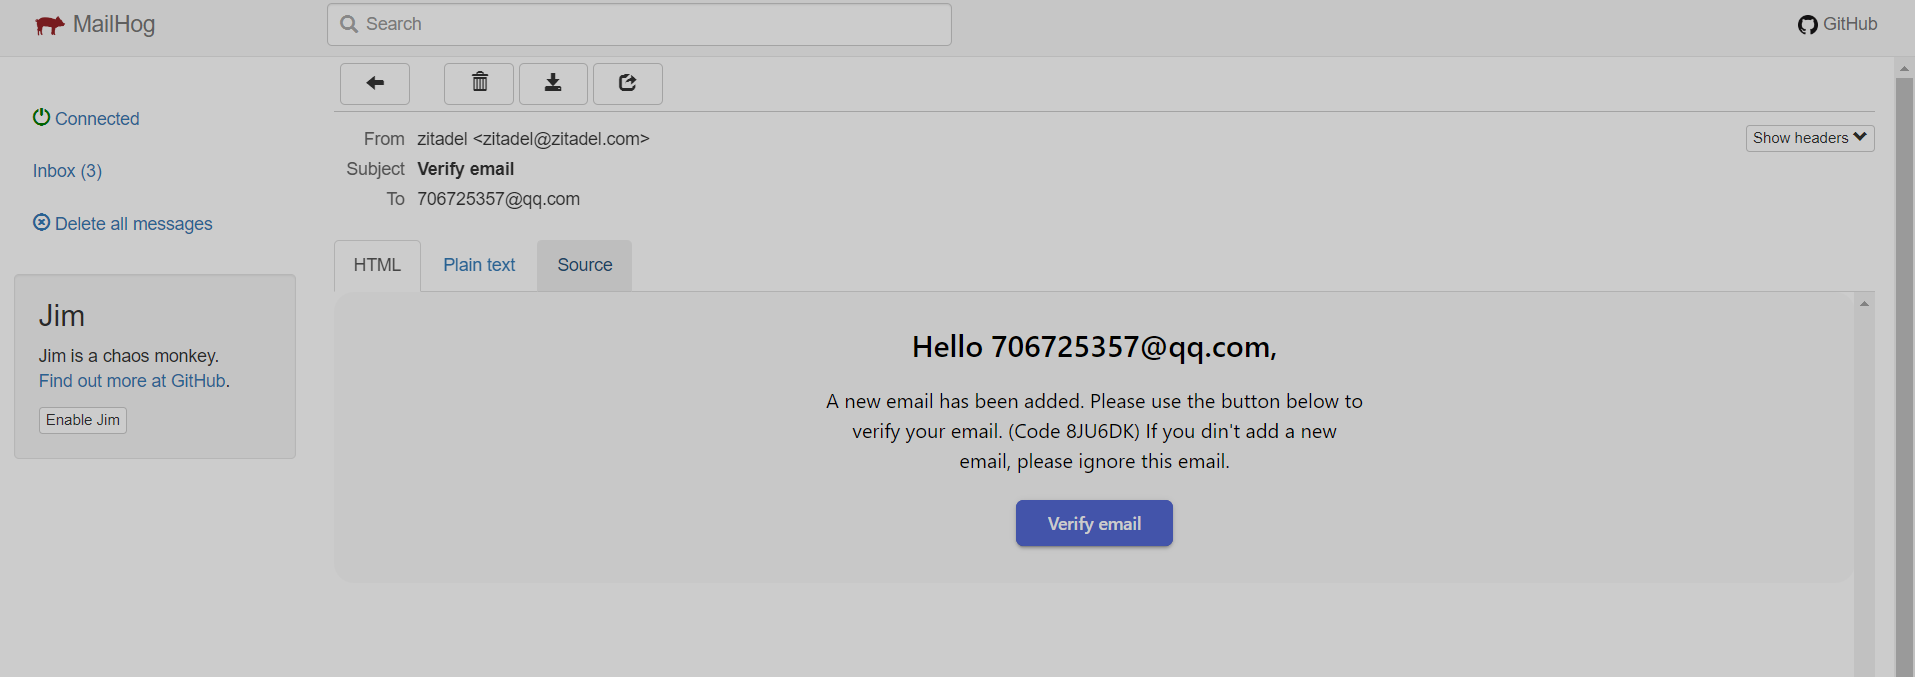 MailHog
Search
GitHub
Connected
Inbox (3)
Delete all messages
Jim
Jim is a chaos monkey.
Find out more at GitHub.
Enable Jim
From zitadel <zitadel@zitadel.com>
Show headers
Subject Verify email
To 706725357@qq.com
HTML Plain text Source
Hello 706725357@qq.com,
A new email has been added. Please use the button below to
verify your email. (Code 8JU6DK) If you din't add a new
email, please ignore this email.
Verify email